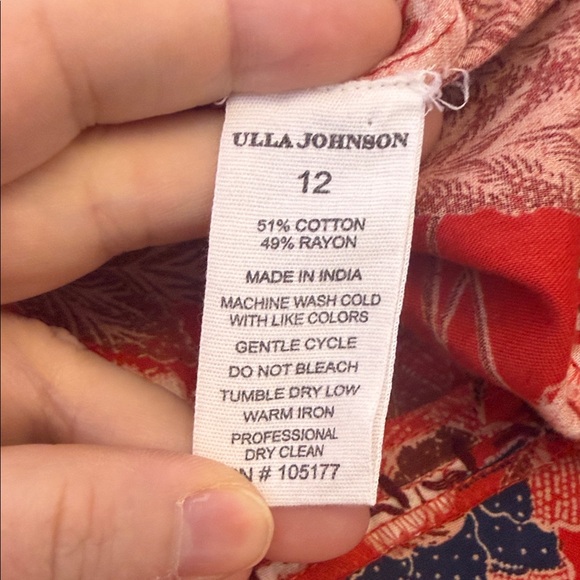 ULLA JOHNSON
12
51% COTTON
49% RAYON
MADE IN INDIA
MACHINE WASH COLD
WITH LIKE COLORS
GENTLE CYCLE
DO NOT BLEACH
TUMBLE DRY LOW
WARM IRON
PROFESSIONAL
DRY CLEAN
N # 105177